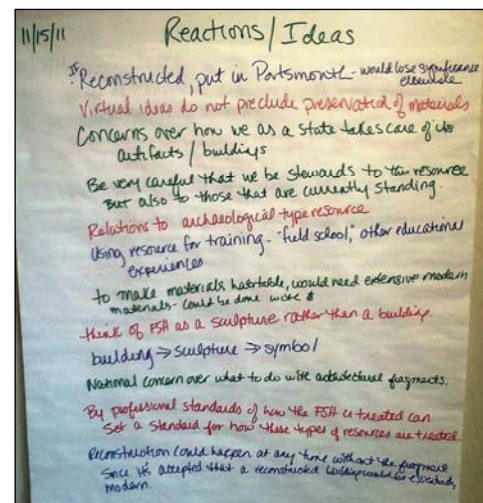 11/15/11
Reactions/Ideas
If Reconstructed, put in Portsmouth - would lose significance
elsewhere
Virtual ideas do not preclude preservation of materials
Concerns over how we as a state takes care of its
artifacts / buildings
Be very careful that we be stewards to this resource
but also to those that are currently standing.
Relations to archaeological type resource
Using resource for training - "field school," other educational
experiences
to make materials habitable, would need extensive modern
materials - could be done with $
think of FSH as a sculpture rather than a building.
building → sculpture → symbol
National concern over what to do with architectural fragments.
By professional standards of how the FSH is treated can
Set a standard for how these types of resources are treated
Reconstruction could happen at any time without the fragments
Since it's accepted that a reconstructed building would be essentially
modern.